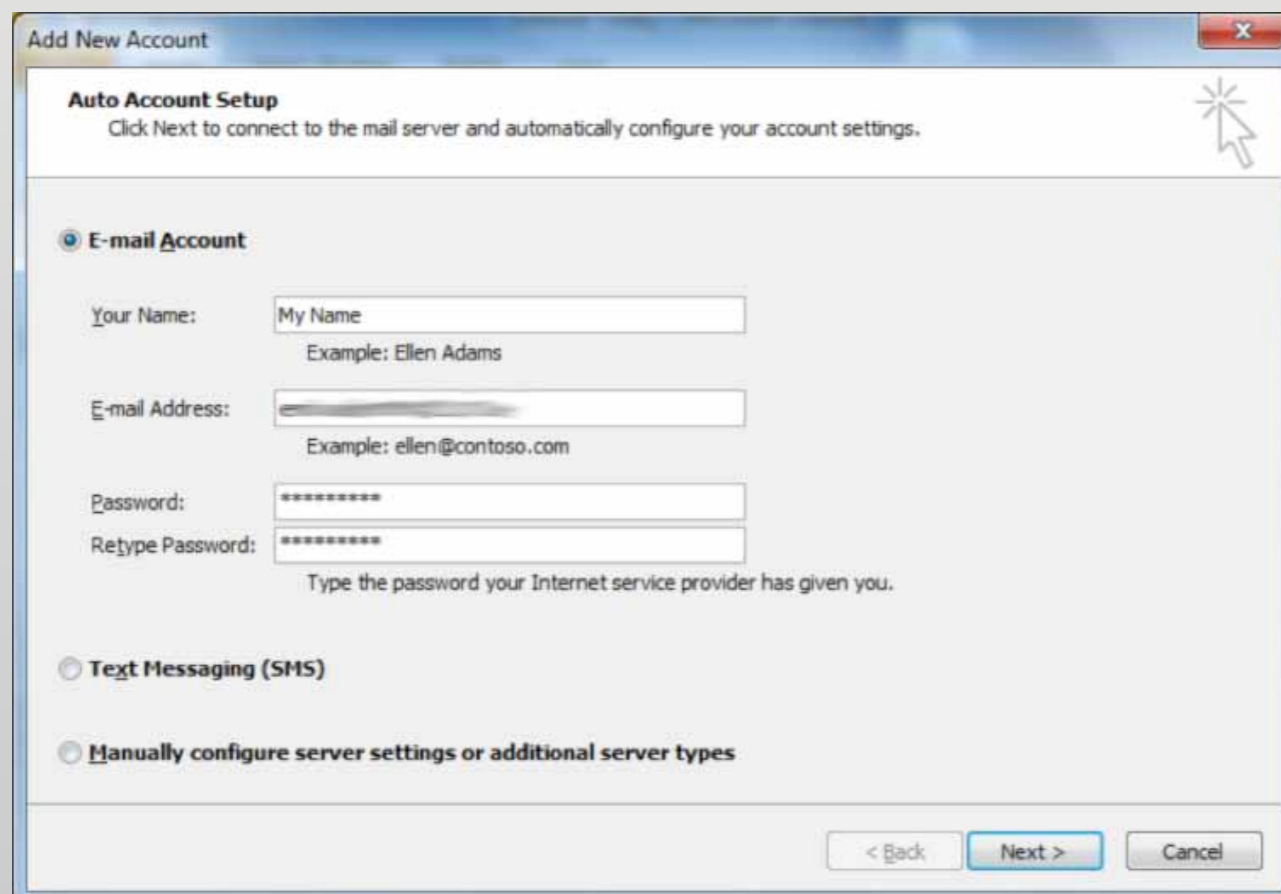 Add New Account
Auto Account Setup
Click Next to connect to the mail server and automatically configure your account settings.
E-mail Account
Your Name: My Name
Example: Ellen Adams
E-mail Address:
Example: ellen@contoso.com
Password: *********
Retype Password: *********
Type the password your Internet service provider has given you.
Text Messaging (SMS)
Manually configure server settings or additional server types
< Back Next > Cancel